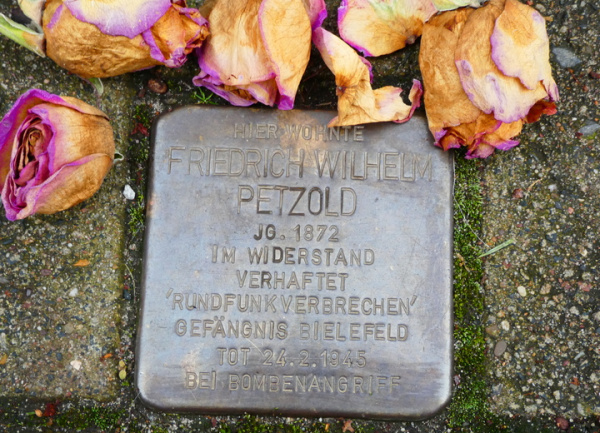 HIER WOHNTE
FRIEDRICH WILHELM
PETZOLD
JG. 1872
IM WIDERSTAND
VERHAFTET
'RUNDFUNKVERBRECHEN'
GEFÄNGNIS BIELEFELD
TOT 24.2.1945
BEI BOMBENANGRIFF